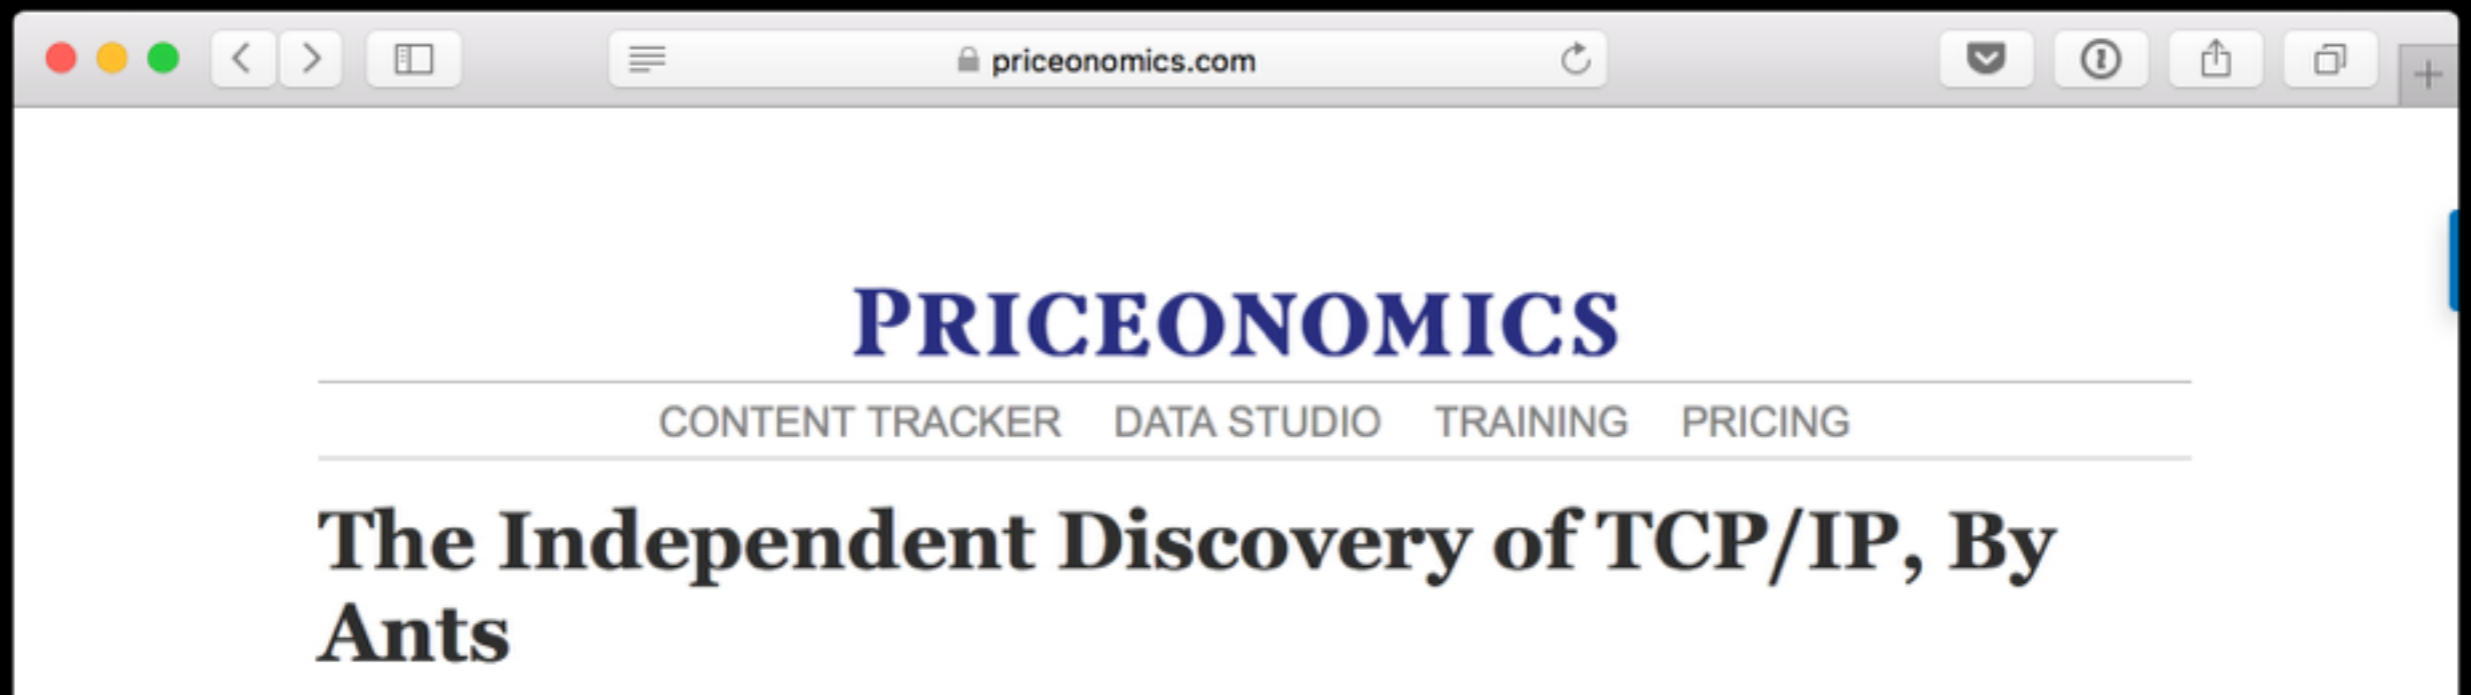 priceonomics.com
PRICEONOMICS
CONTENT TRACKER DATA STUDIO TRAINING PRICING
The Independent Discovery of TCP/IP, By
Ants